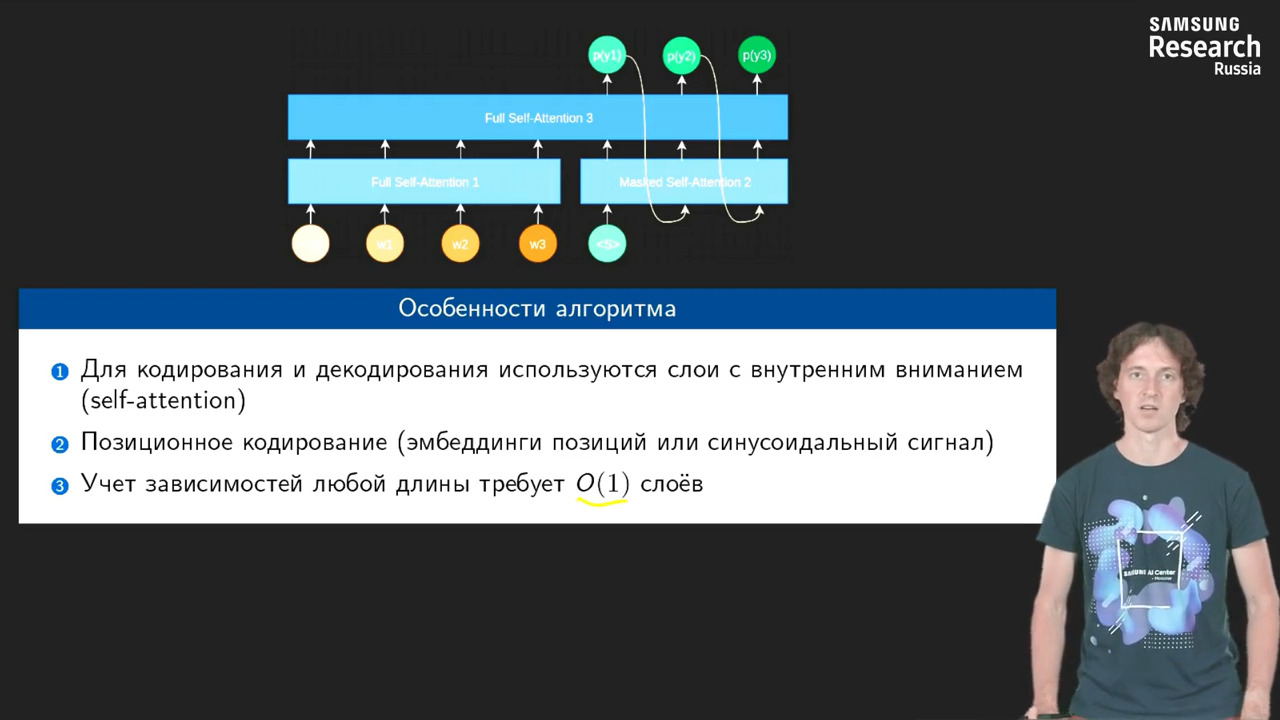 SAMSUNG
Research
Russia
p(y1) p(y2) p(y3)
Full Self-Attention 3
Full Self-Attention 1 Masked Self-Attention 2
w1 w2 w3 <S>
Особенности алгоритма
1 Для кодирования и декодирования используются слои с внутренним вниманием
(self-attention)
2 Позиционное кодирование (эмбеддинги позиций или синусоидальный сигнал)
3 Учет зависимостей любой длины требует O(1) слоёв
SAMSUNG AI Center
- Moscow